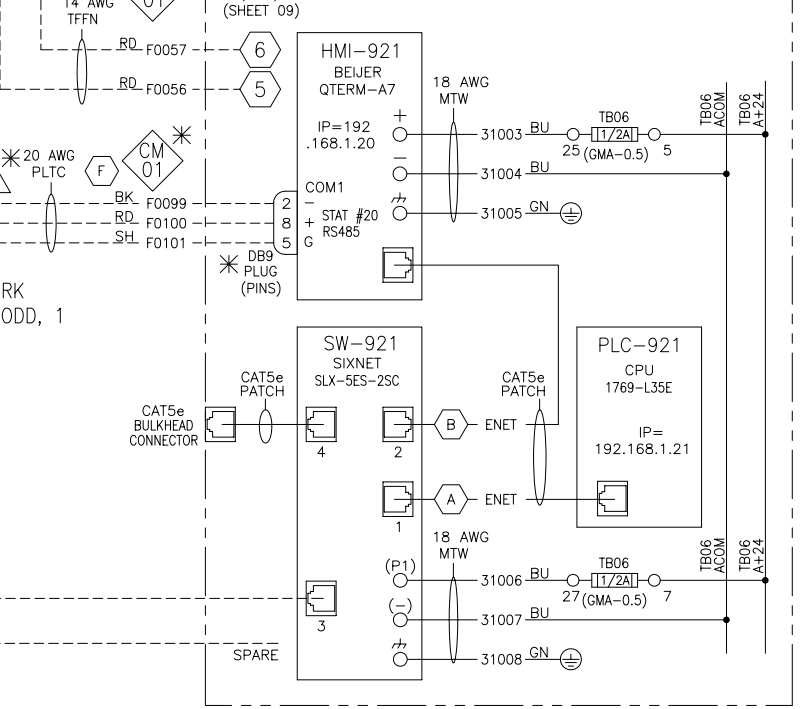 14 AWG
TFFN
01
(SHEET 09)
RD F0057
6
RD F0056
5
HMI-921
BEIJER
QTERM-A7
IP=192
.168.1.20
18 AWG
MTW
+
31003 BU
TB06
1/2A
25 (GMA-0.5) 5
TB06
ACOM
TB06
A+24
-
31004 BU
31005 GN
20 AWG
PLTC
F
CM
01
COM1
BK F0099
2 -
RD F0100
8 +
SH F0101
5 G
STAT #20
RS485
DB9
PLUG
(PINS)
RK
ODD, 1
SW-921
SIXNET
SLX-5ES-2SC
PLC-921
CPU
1769-L35E
IP=
192.168.1.21
CAT5e
PATCH
CAT5e
PATCH
CAT5e
BULKHEAD
CONNECTOR
4
2
B ENET
1
A ENET
3
18 AWG
MTW
(P1)
31006 BU
TB06
1/2A
27 (GMA-0.5) 7
TB06
ACOM
TB06
A+24
(-)
31007 BU
31008 GN
SPARE